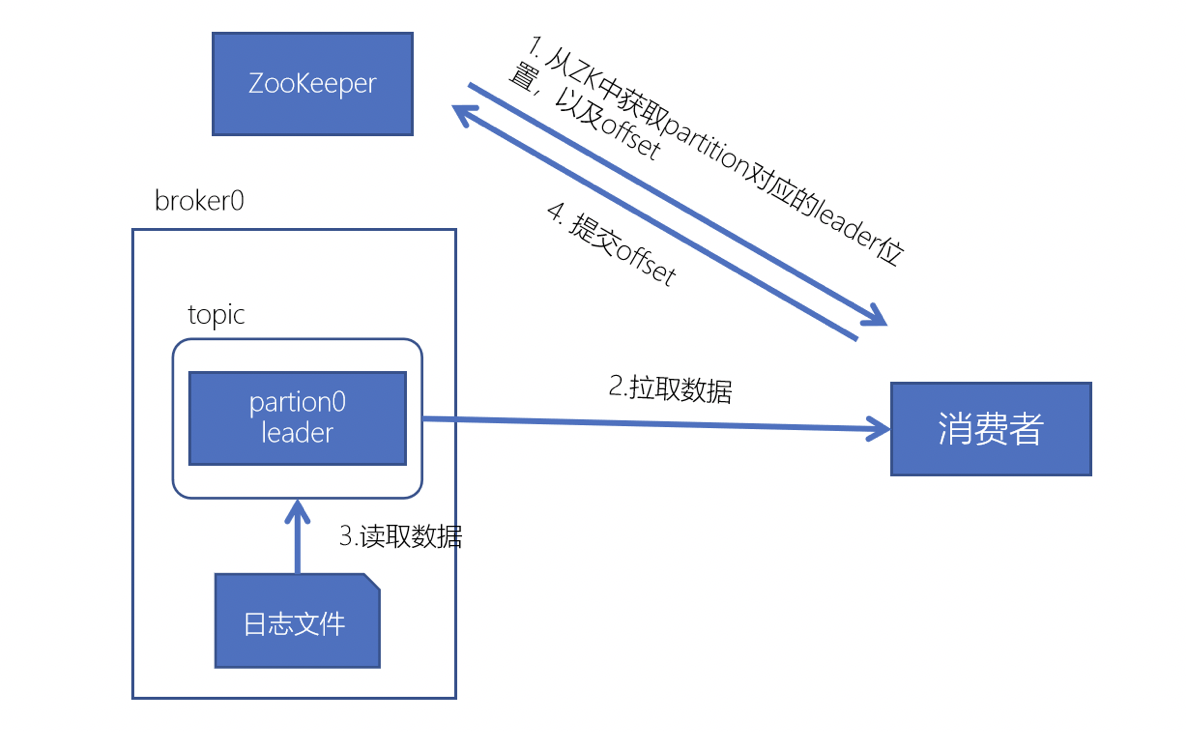 ZooKeeper
1. 从ZK中获取partition对应的leader位
置，以及offset
4. 提交offset
broker0
topic
partion0
leader
2.拉取数据
消费者
3.读取数据
日志文件